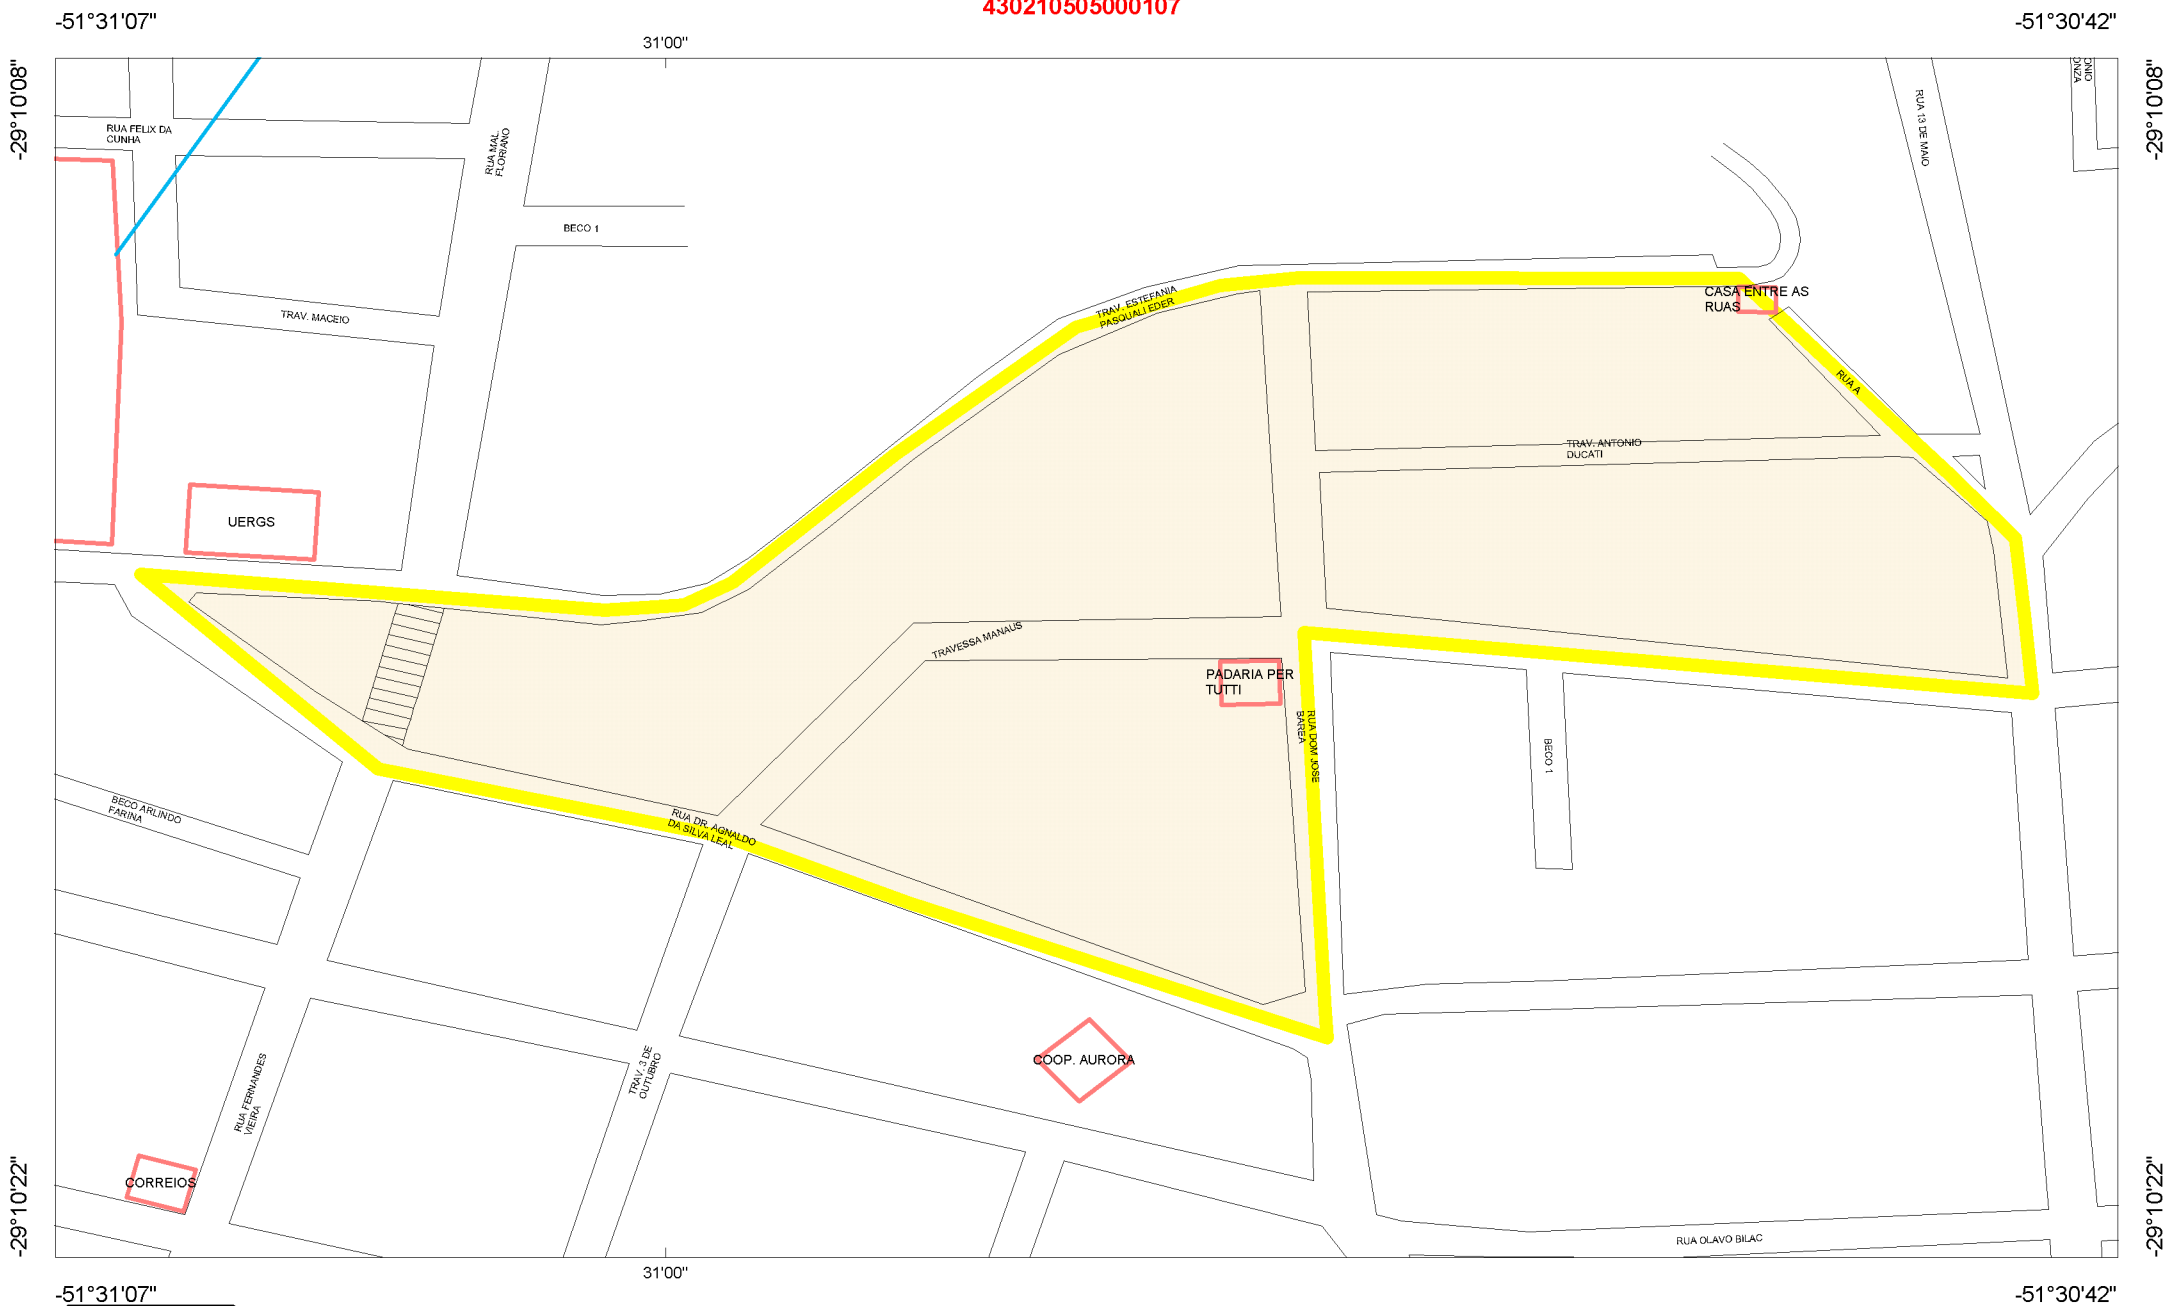 430210505000107
-51°31'07"
-51°30'42"
31'00"
-29°10'08"
-29°10'08"
RUA FELIX DA
CUNHA
RUA MAL.
FLORIANO
RUA 13 DE MAIO
BECO 1
TRAV. MACEIO
TRAV. ESTEFANIA
PASQUALI EDER
CASA ENTRE AS
RUAS
RUA A
TRAV. ANTONIO
DUCATI
UERGS
TRAVESSA MANAUS
PADARIA PER
TUTTI
RUA DOM JOSE
BAREA
BECO 1
BECO ARLINDO
FARINA
RUA DR. AGNALDO
DA SILVA LEAL
COOP. AURORA
TRAV. 3 DE
OUTUBRO
RUA FERNANDES
VIEIRA
CORREIOS
RUA OLAVO BILAC
-29°10'22"
-29°10'22"
31'00"
-51°31'07"
-51°30'42"